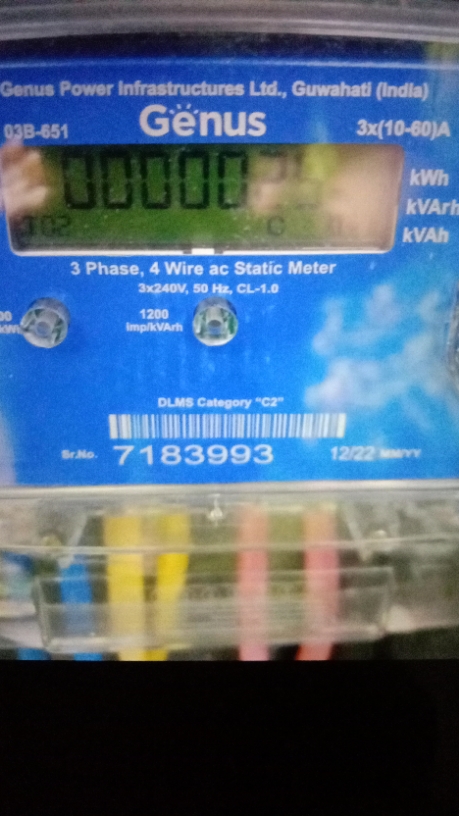 Genus Power Infrastructures Ltd., Guwahati (India)
03B-651
Genus
3x(10-60)A
kWh
kVArh
kVAh
3 Phase, 4 Wire ac Static Meter
3x240V, 50 Hz, CL-1.0
1200
imp/kVArh
DLMS Category "C2"
Br.No. 7183993
12/22 MM/YY